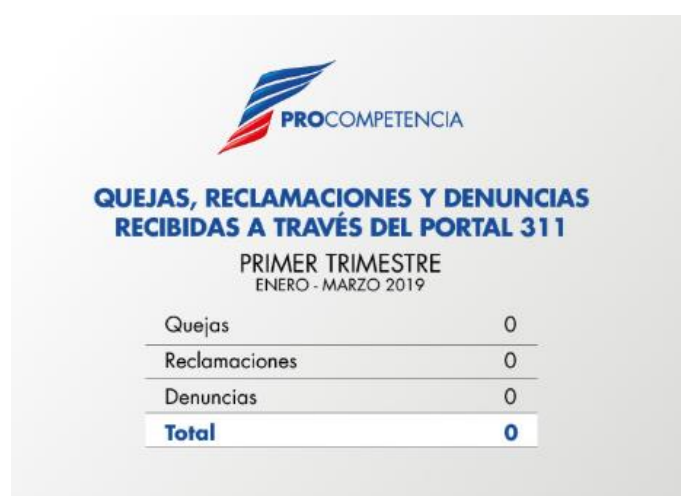 PROCOMPETENCIA
QUEJAS, RECLAMACIONES Y DENUNCIAS
RECIBIDAS A TRAVÉS DEL PORTAL 311
PRIMER TRIMESTRE
ENERO - MARZO 2019
Quejas 0
Reclamaciones 0
Denuncias 0
Total 0